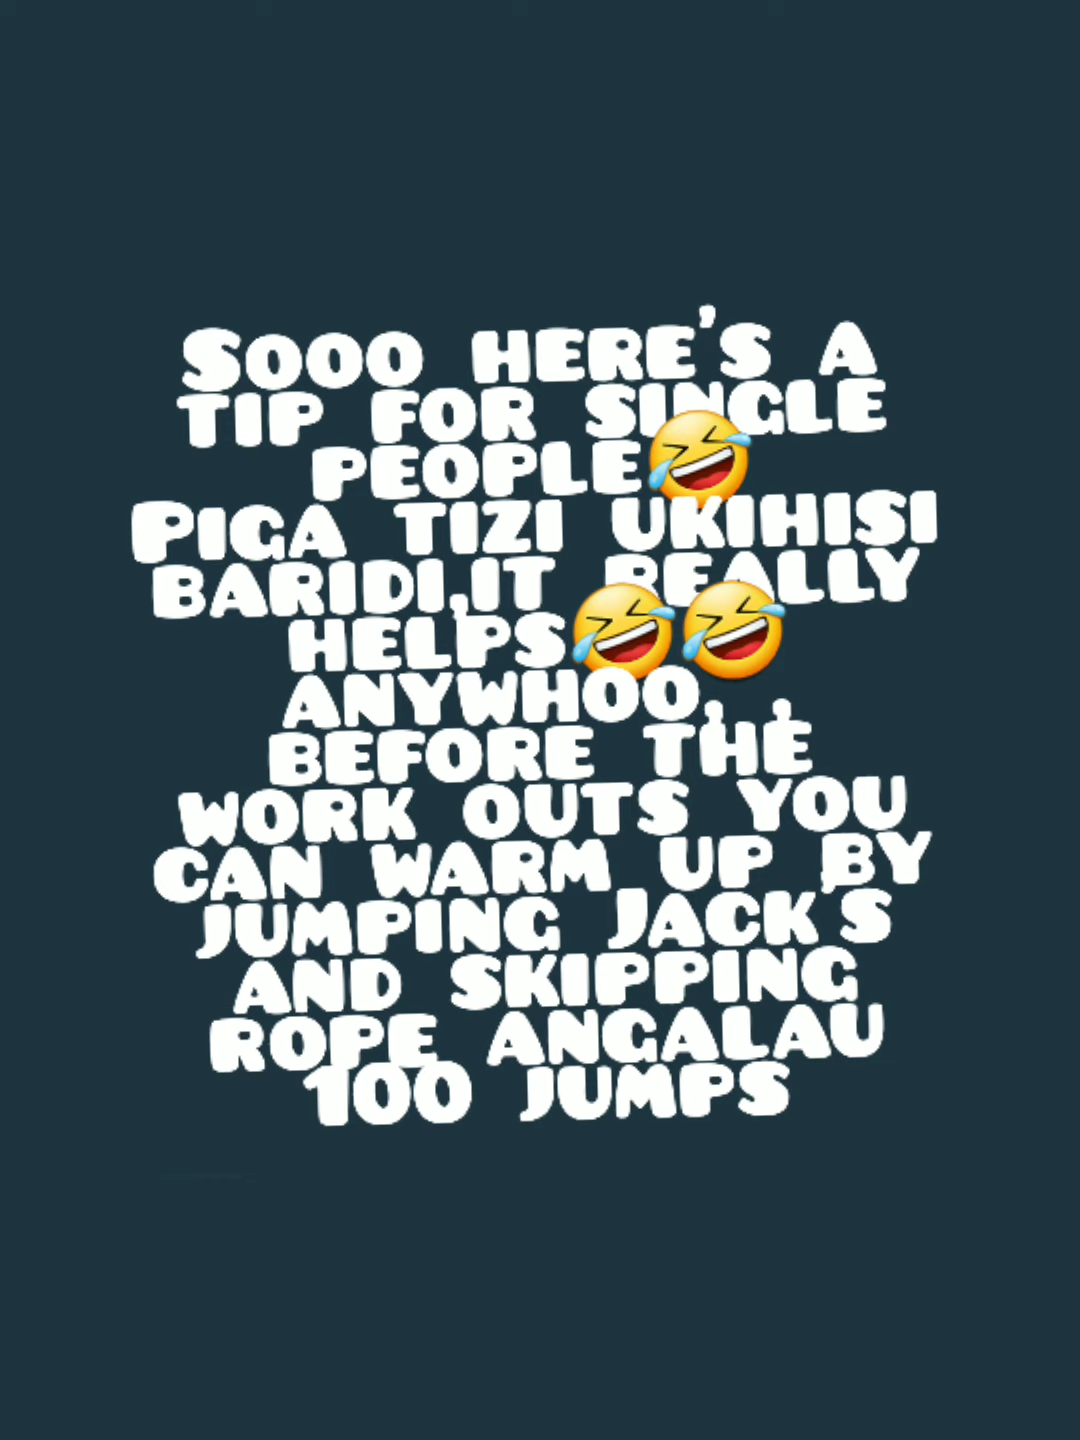 Sooo here's a
tip for single
people🤣
Piga tizi ukihisi
baridi,it really
helps🤣🤣
anywhoo. .
before the
work outs you
can warm up by
jumping Jack's
and skipping
rope angalau
100 jumps